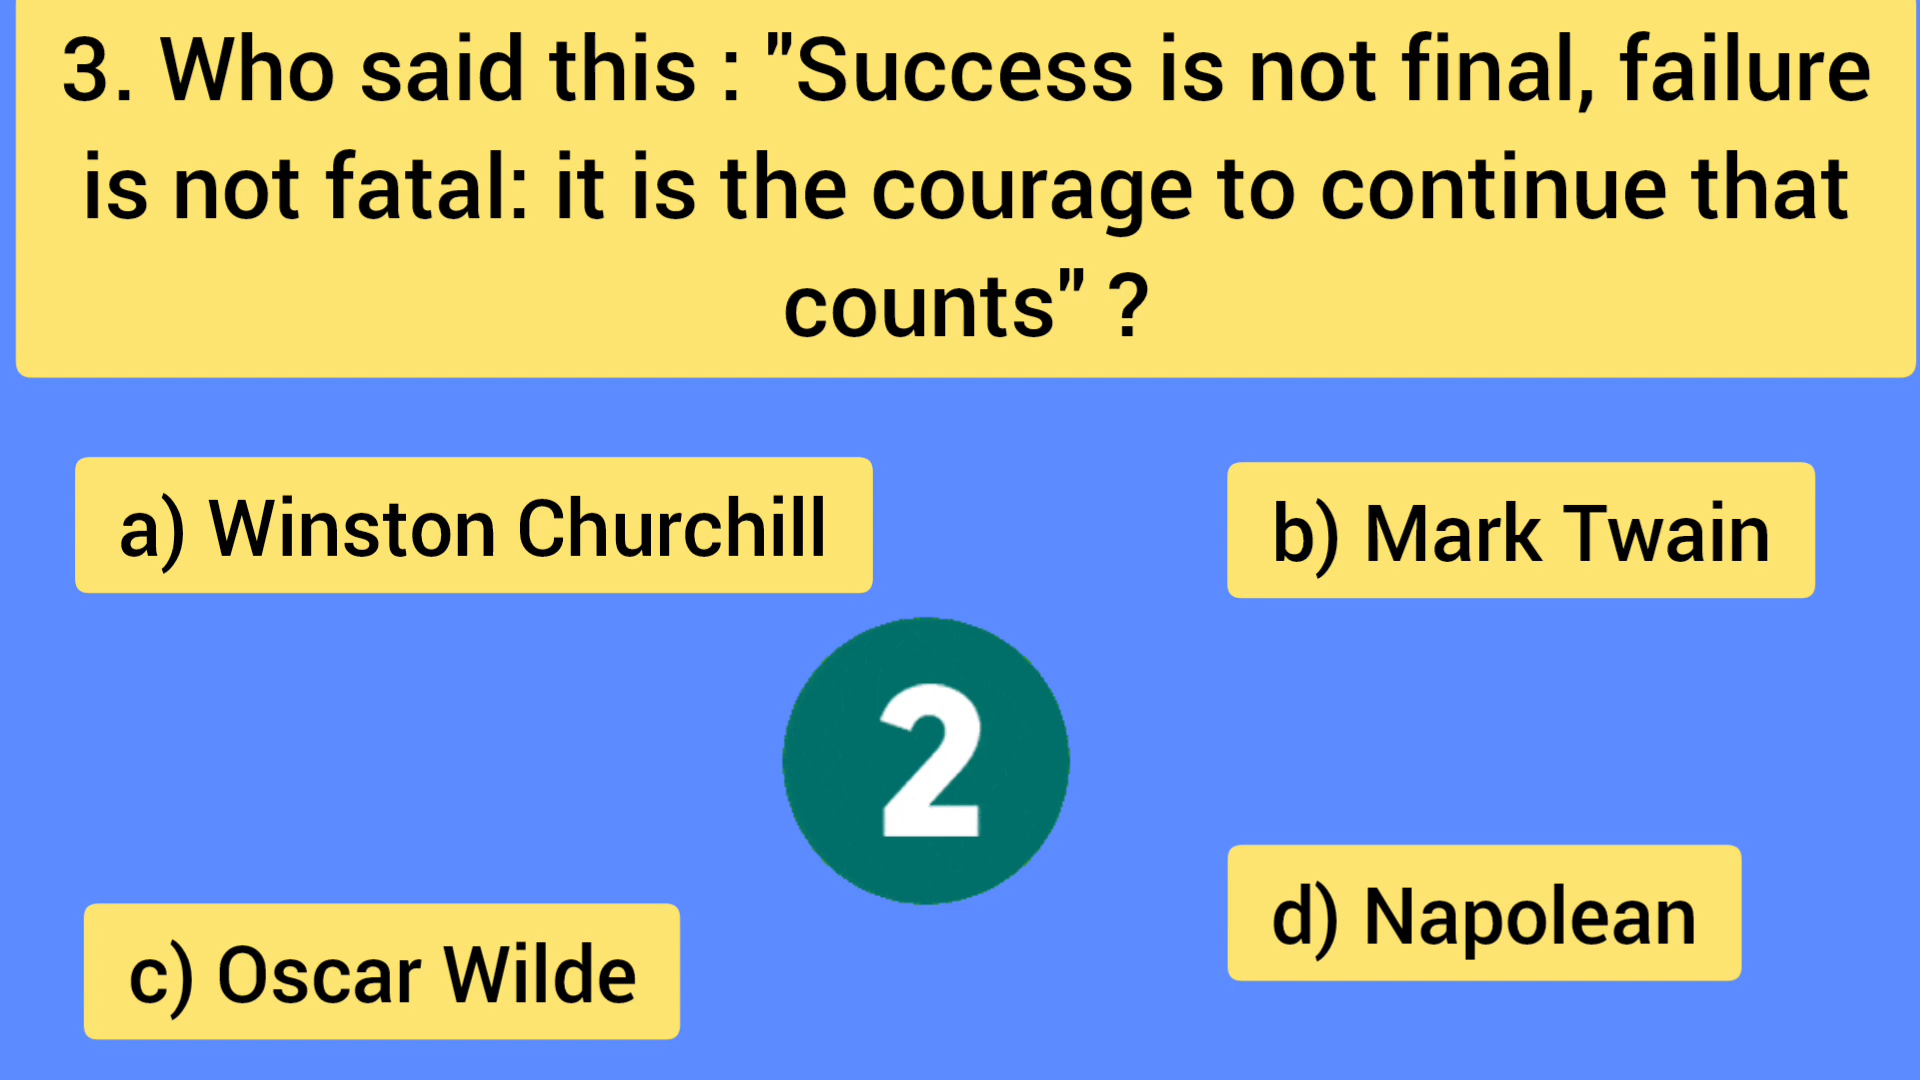 3. Who said this : "Success is not final, failure
is not fatal: it is the courage to continue that
counts" ?
a) Winston Churchill
b) Mark Twain
2
c) Oscar Wilde
d) Napolean